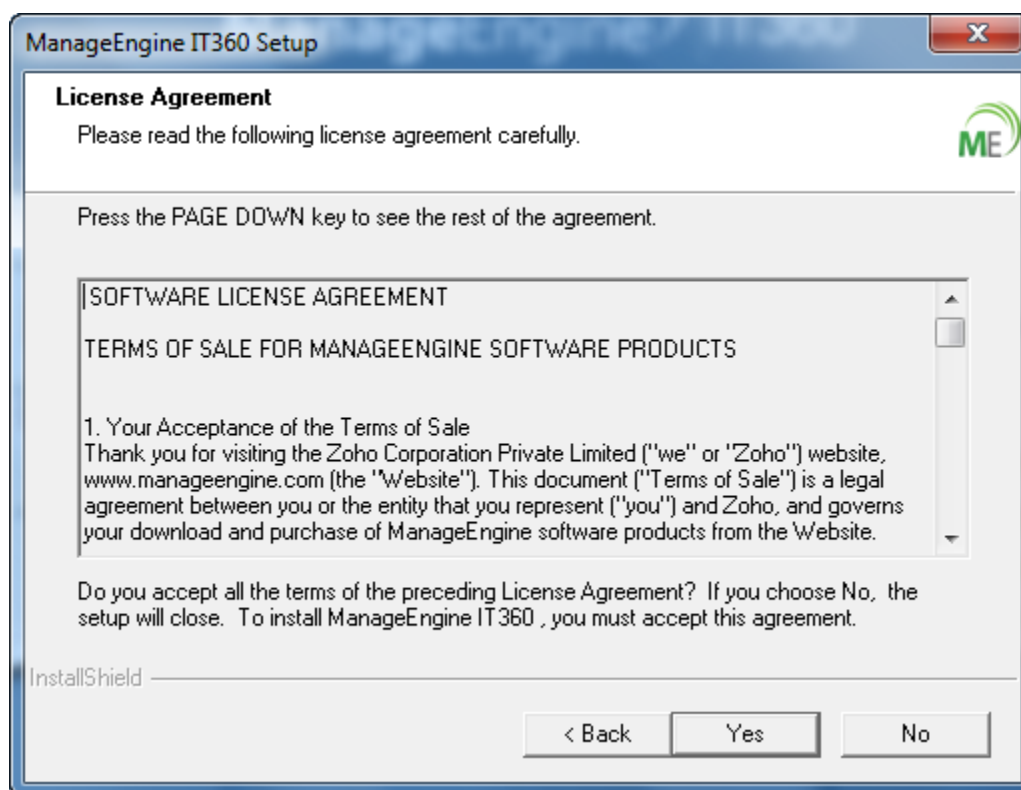 ManageEngine IT360 Setup
License Agreement
Please read the following license agreement carefully.
ME
Press the PAGE DOWN key to see the rest of the agreement.
SOFTWARE LICENSE AGREEMENT
TERMS OF SALE FOR MANAGEENGINE SOFTWARE PRODUCTS
1. Your Acceptance of the Terms of Sale
Thank you for visiting the Zoho Corporation Private Limited ("we" or "Zoho") website,
www.manageengine.com (the "Website"). This document ("Terms of Sale") is a legal
agreement between you or the entity that you represent ("you") and Zoho, and governs
your download and purchase of ManageEngine software products from the Website.
Do you accept all the terms of the preceding License Agreement? If you choose No, the
setup will close. To install ManageEngine IT360 , you must accept this agreement.
InstallShield
< Back Yes No